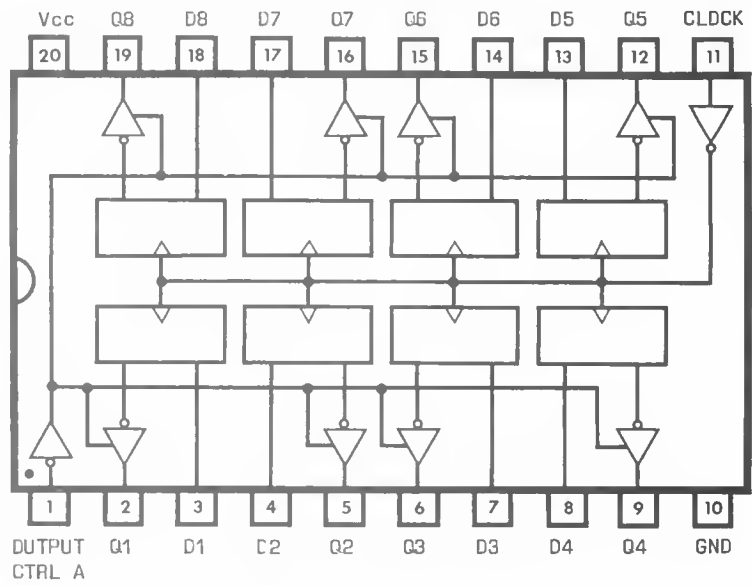 Vcc Q8 D8 D7 Q7 Q6 D6 D5 Q5 CLOCK
20 19 18 17 16 15 14 13 12 11
1 2 3 4 5 6 7 8 9 10
OUTPUT Q1 D1 D2 Q2 Q3 D3 D4 Q4 GND
CTRL A